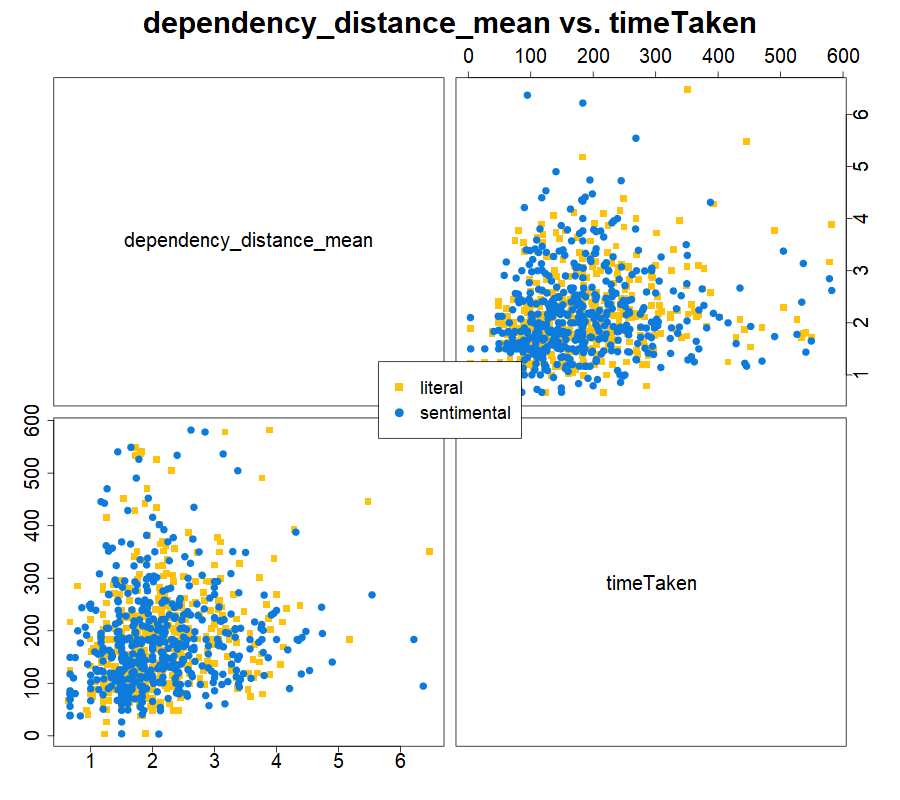 dependency_distance_mean vs. timeTaken
0 100 200 300 400 500 600
dependency_distance_mean
1 2 3 4 5 6
literal
sentimental
0 100 200 300 400 500 600
timeTaken
1 2 3 4 5 6